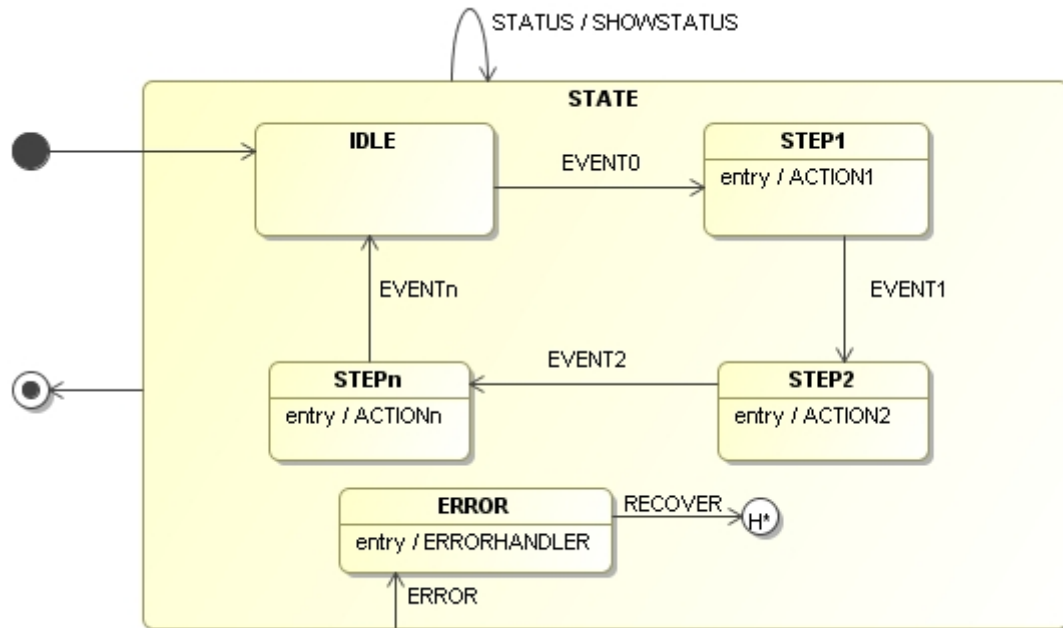 STATUS / SHOWSTATUS
STATE
IDLE
EVENT0
STEP1
entry / ACTION1
EVENTn
EVENT1
STEPn
entry / ACTIONn
EVENT2
STEP2
entry / ACTION2
ERROR
entry / ERRORHANDLER
RECOVER
H*
ERROR